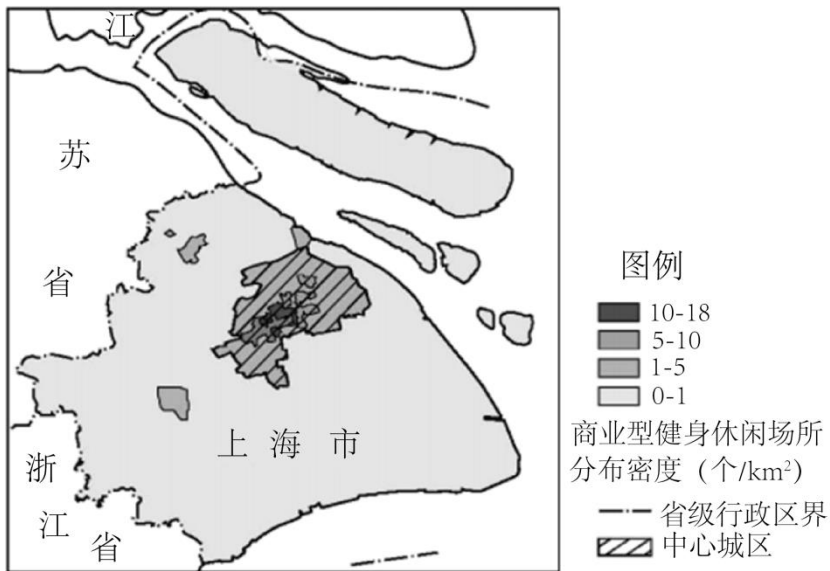 江
苏
省
浙
江
省
上海市
图例
10-18
5-10
1-5
0-1
商业型健身休闲场所
分布密度（个/km²）
省级行政区界
中心城区